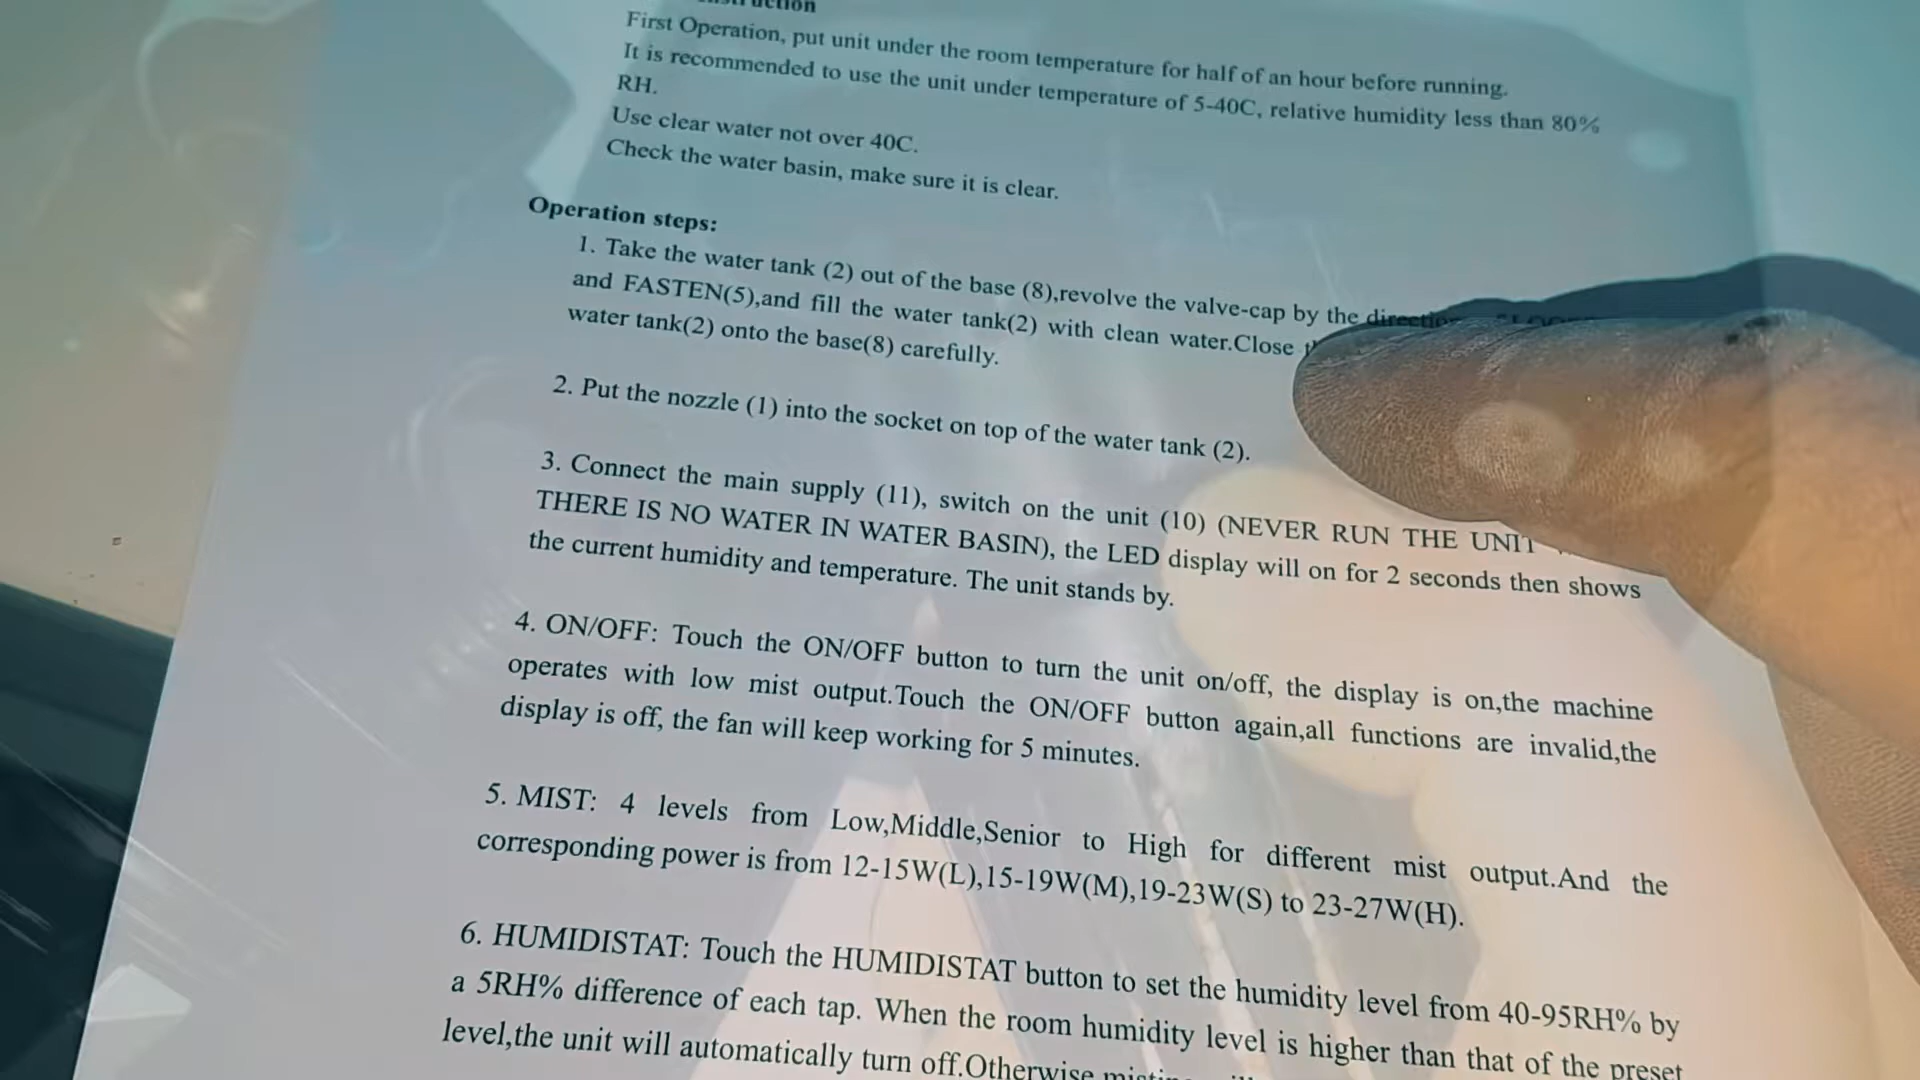 First Operation, put unit under the room temperature for half of an hour before running.
It is recommended to use the unit under temperature of 5-40C, relative humidity less than 80%
RH.
Use clear water not over 40C.
Check the water basin, make sure it is clear.
Operation steps:
1. Take the water tank (2) out of the base (8),revolve the valve-cap by the
and FASTEN(5),and fill the water tank(2) with clean water.Close
water tank(2) onto the base(8) carefully.
2. Put the nozzle (1) into the socket on top of the water tank (2).
3. Connect the main supply (11), switch on the unit (10) (NEVER RUN THE UNIT
THERE IS NO WATER IN WATER BASIN), the LED display will on for 2 seconds then shows
the current humidity and temperature. The unit stands by.
4. ON/OFF: Touch the ON/OFF button to turn the unit on/off, the display is on,the machine
operates with low mist output.Touch the ON/OFF button again,all functions are invalid,the
display is off, the fan will keep working for 5 minutes.
5. MIST: 4 levels from Low,Middle,Senior to High for different mist output.And the
corresponding power is from 12-15W(L),15-19W(M),19-23W(S) to 23-27W(H).
6. HUMIDISTAT: Touch the HUMIDISTAT button to set the humidity level from 40-95RH% by
a 5RH% difference of each tap. When the room humidity level is higher than that of the preset
level,the unit will automatically turn off.Otherwise